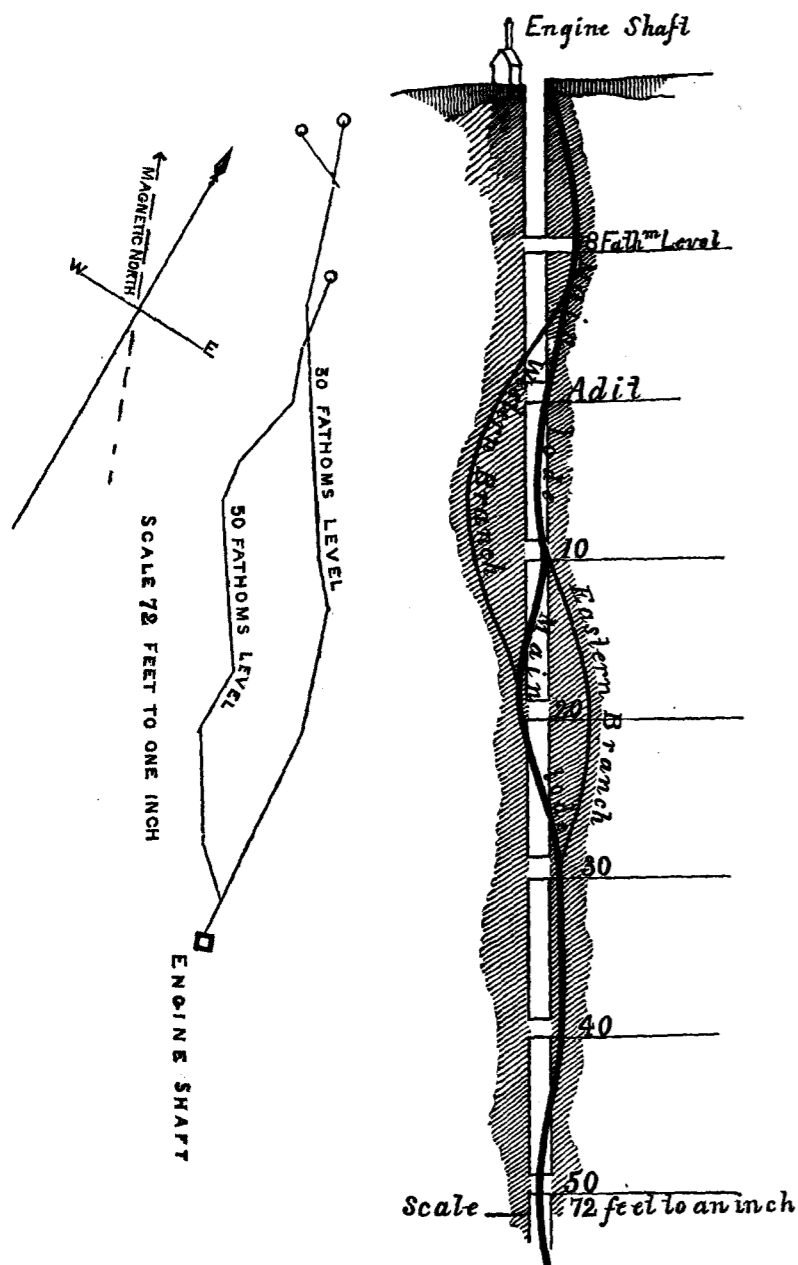 Engine Shaft
8 Fathm Level
Adit
Main Lode
Western Branch
10
Eastern Branch
Main Lode
20
30
40
50
Scale 72 feet to an inch
MAGNETIC NORTH
W
E
30 FATHOMS LEVEL
50 FATHOMS LEVEL
SCALE 72 FEET TO ONE INCH
ENGINE SHAFT